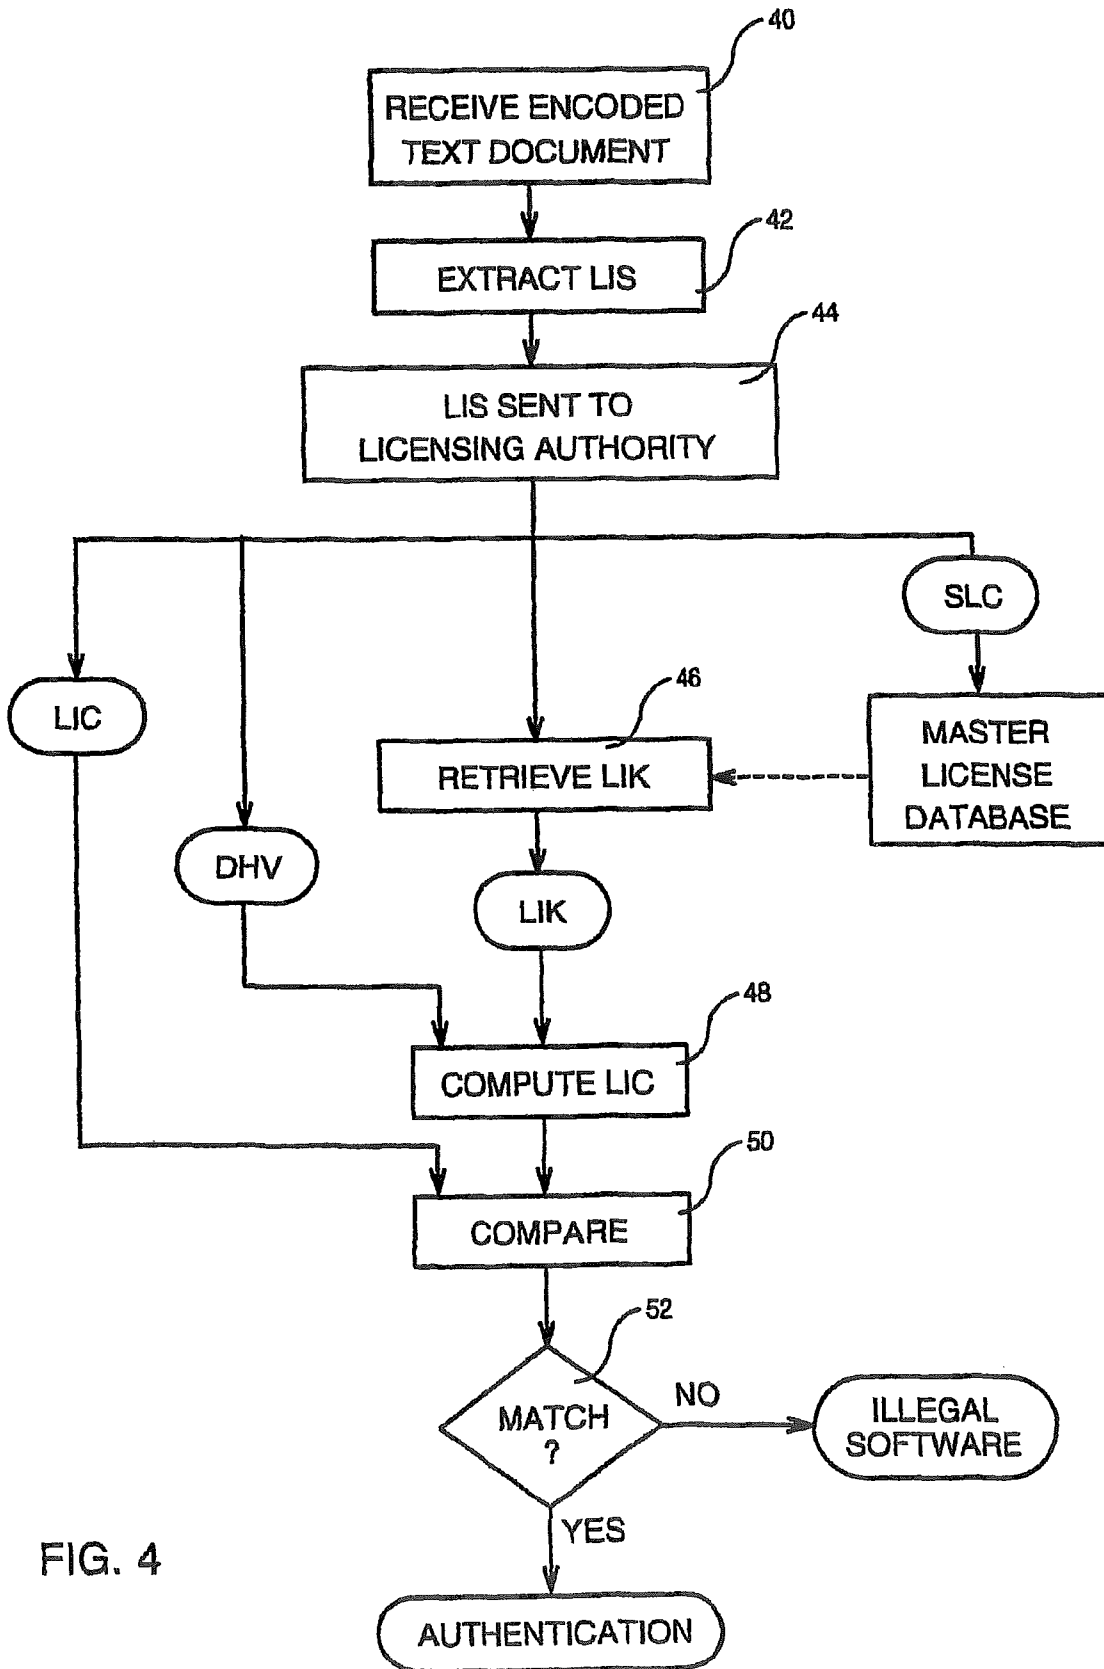 40
RECEIVE ENCODED
TEXT DOCUMENT
42
EXTRACT LIS
44
LIS SENT TO
LICENSING AUTHORITY
SLC
LIC
46
RETRIEVE LIK
MASTER
LICENSE
DATABASE
DHV
LIK
48
COMPUTE LIC
50
COMPARE
52
MATCH
?
NO
ILLEGAL
SOFTWARE
YES
FIG. 4
AUTHENTICATION